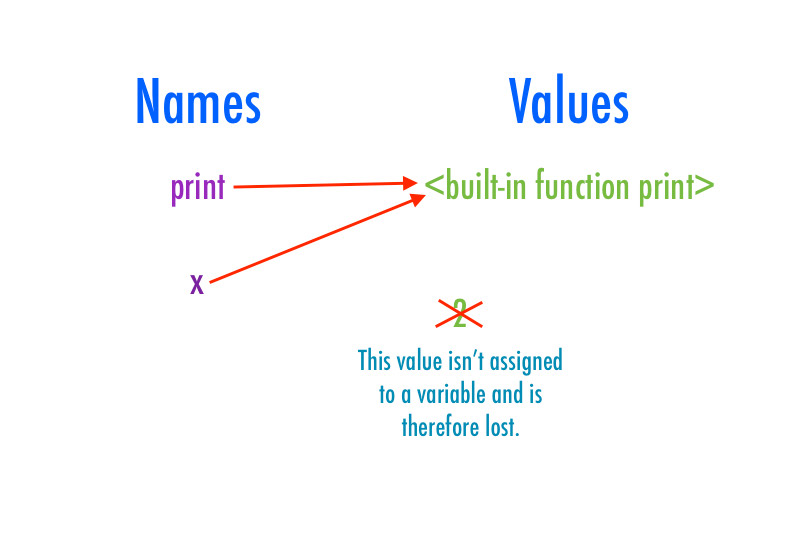 Names
Values
print
<built-in function print>
x
2
This value isn't assigned
to a variable and is
therefore lost.